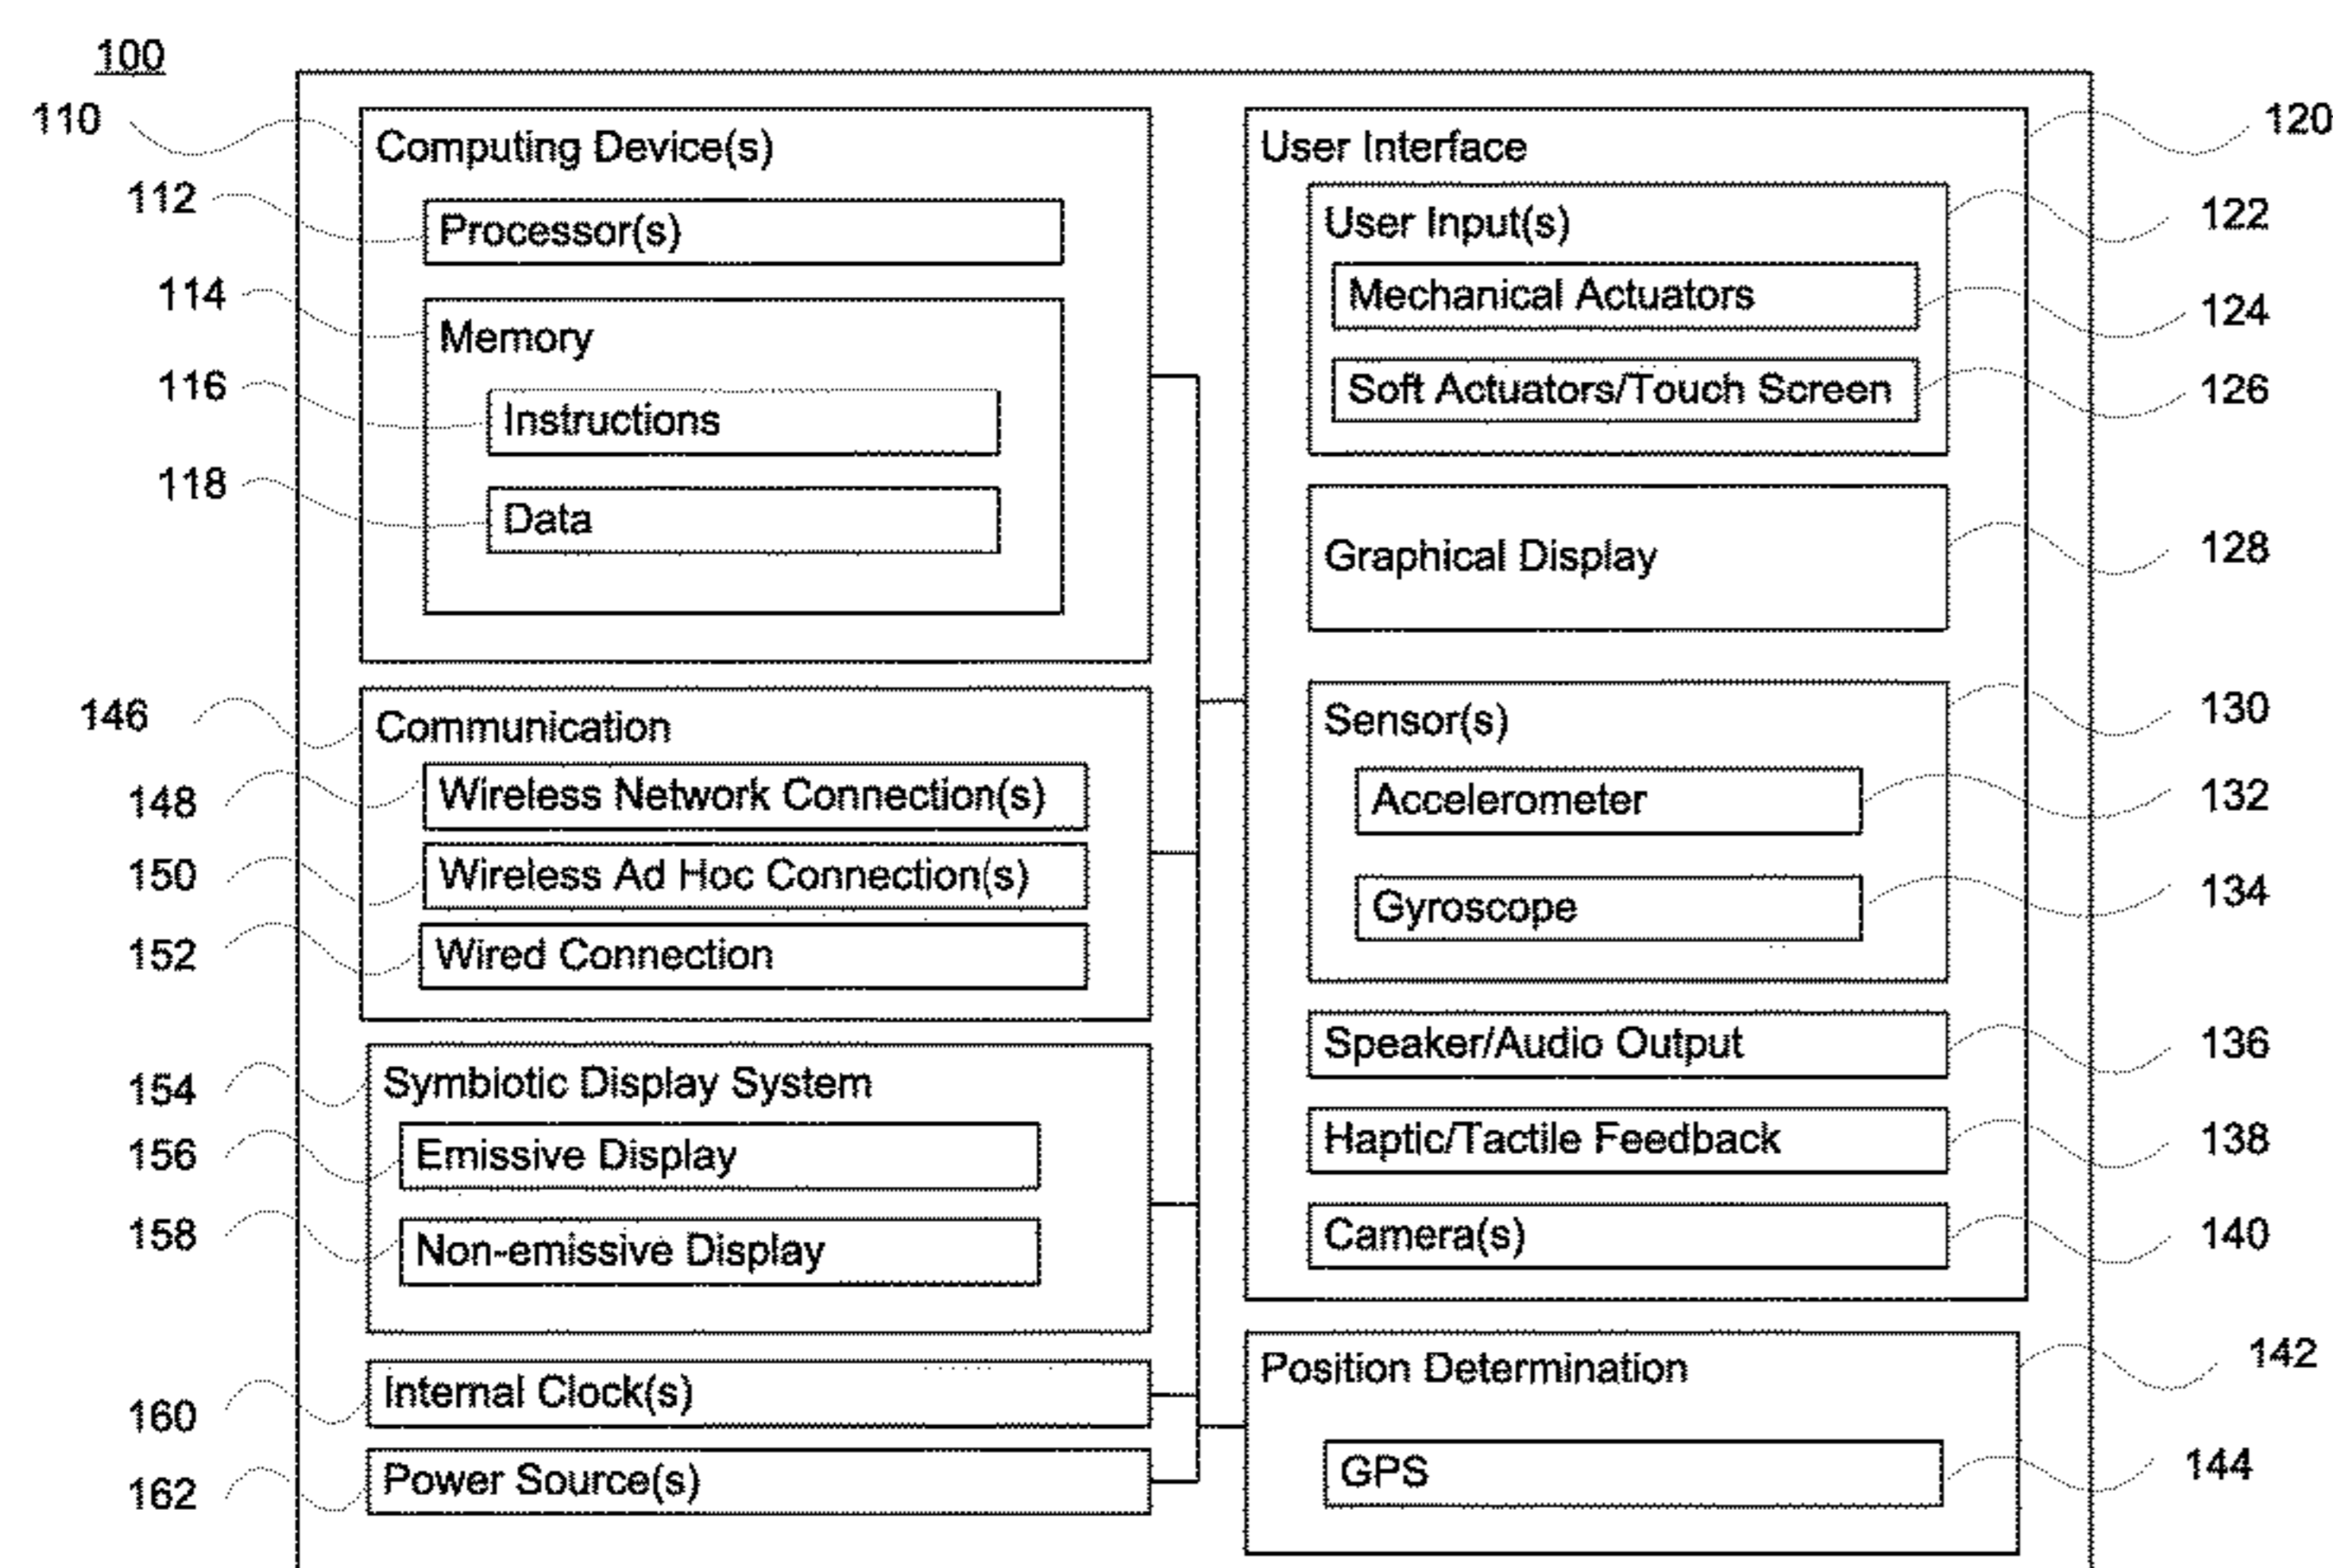 100
110
Computing Device(s)
112
Processor(s)
114
Memory
116
Instructions
118
Data
146
Communication
148
Wireless Network Connection(s)
150
Wireless Ad Hoc Connection(s)
152
Wired Connection
154
Symbiotic Display System
156
Emissive Display
158
Non-emissive Display
160
Internal Clock(s)
162
Power Source(s)
120
User Interface
122
User Input(s)
Mechanical Actuators
124
Soft Actuators/Touch Screen
126
Graphical Display
128
Sensor(s)
130
Accelerometer
132
Gyroscope
134
Speaker/Audio Output
136
Haptic/Tactile Feedback
138
Camera(s)
140
Position Determination
142
GPS
144